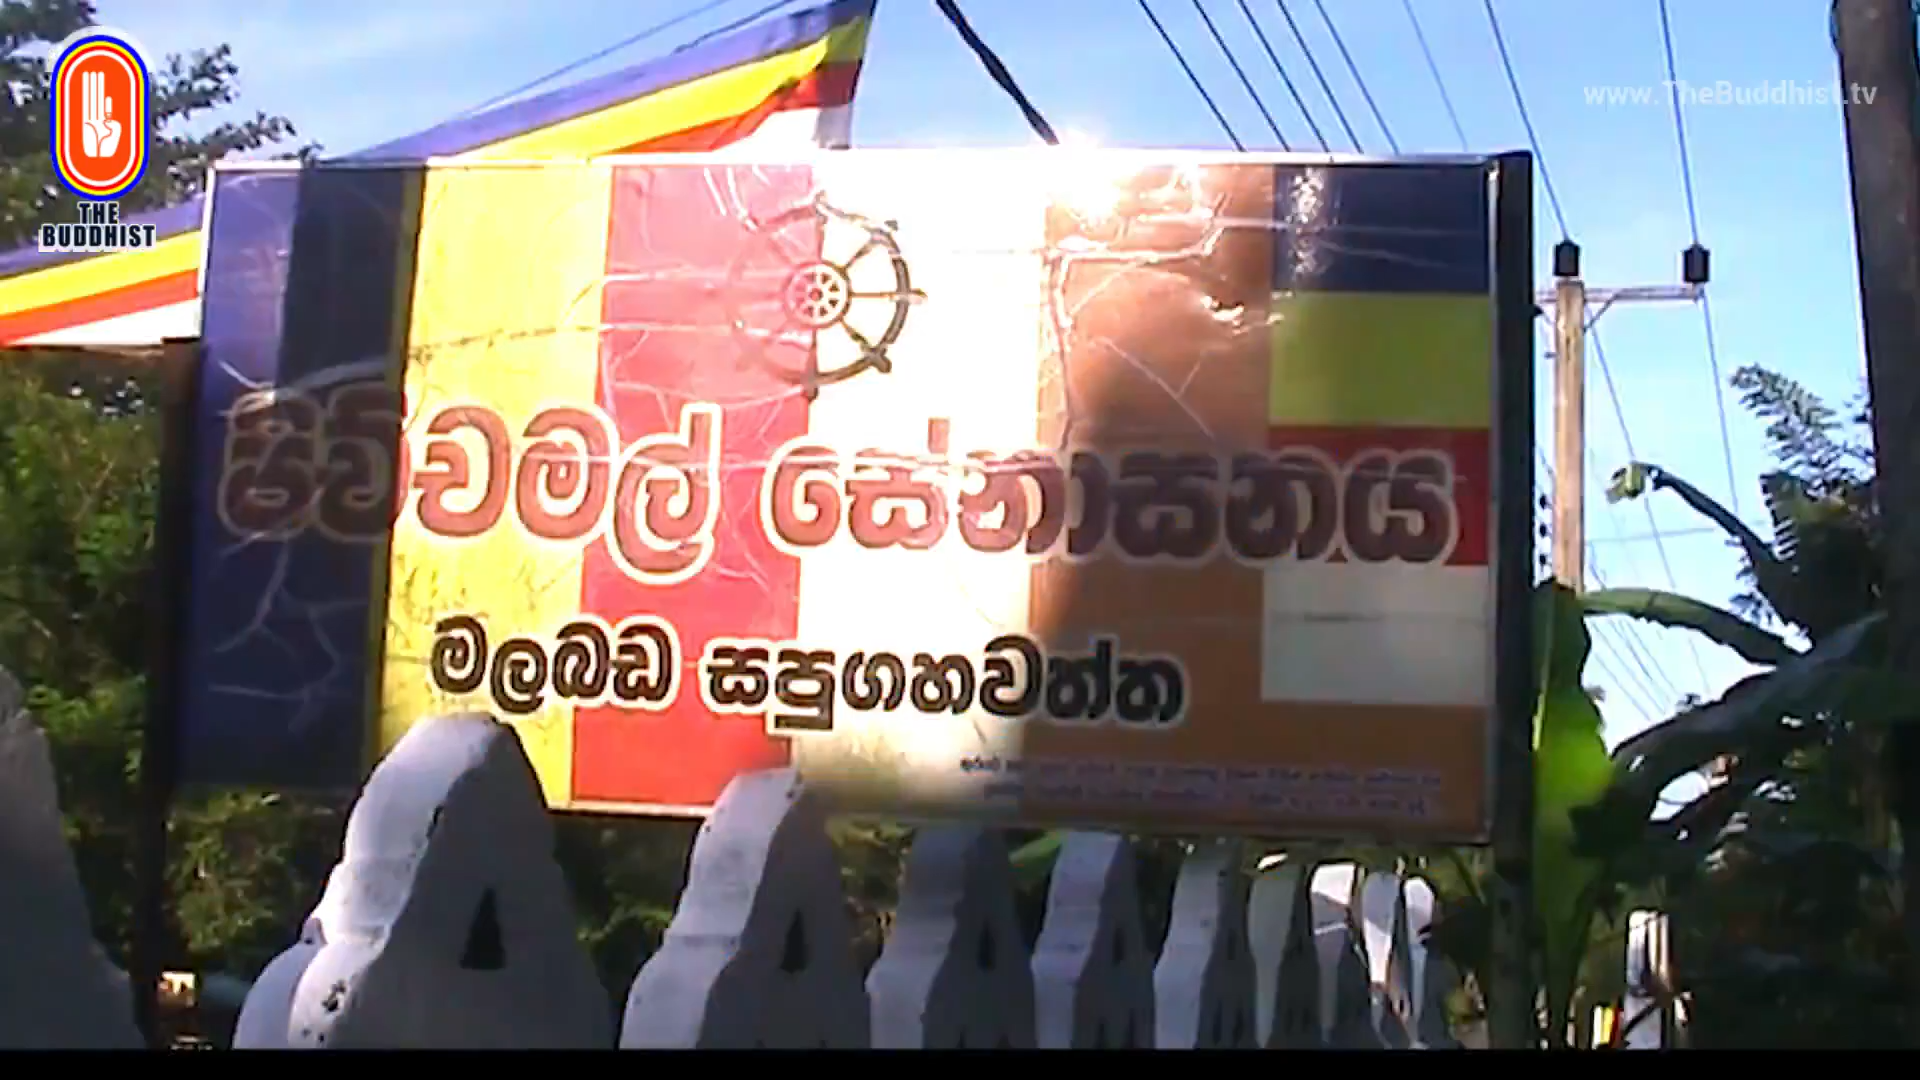 THE
BUDDHIST
www.TheBuddhist.tv
පිච්චමල් සේනාසනය
මලබඩ සපුගහවත්ත